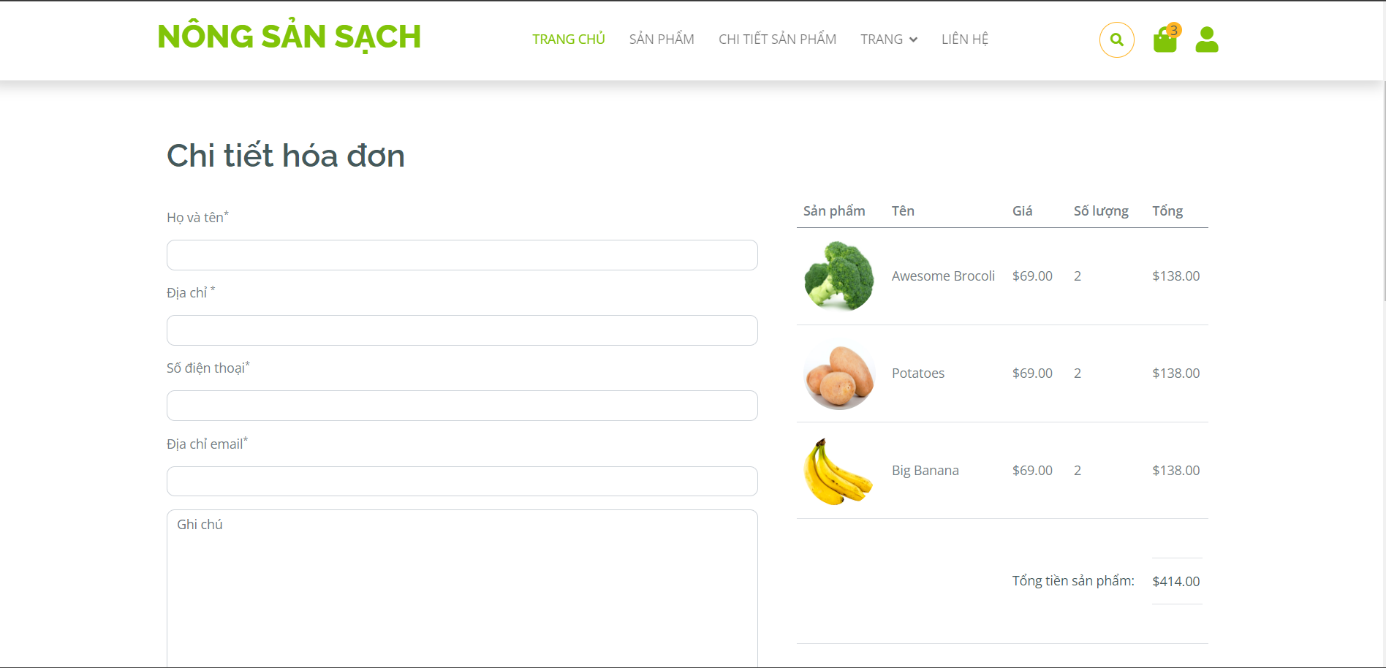 NÔNG SẢN SẠCH
TRANG CHỦ SẢN PHẨM CHI TIẾT SẢN PHẨM TRANG LIÊN HỆ
3
Chi tiết hóa đơn
Họ và tên*
Địa chỉ *
Số điện thoại*
Địa chỉ email*
Ghi chú
Sản phẩm Tên Giá Số lượng Tổng
Awesome Brocoli $69.00 2 $138.00
Potatoes $69.00 2 $138.00
Big Banana $69.00 2 $138.00
Tổng tiền sản phẩm: $414.00